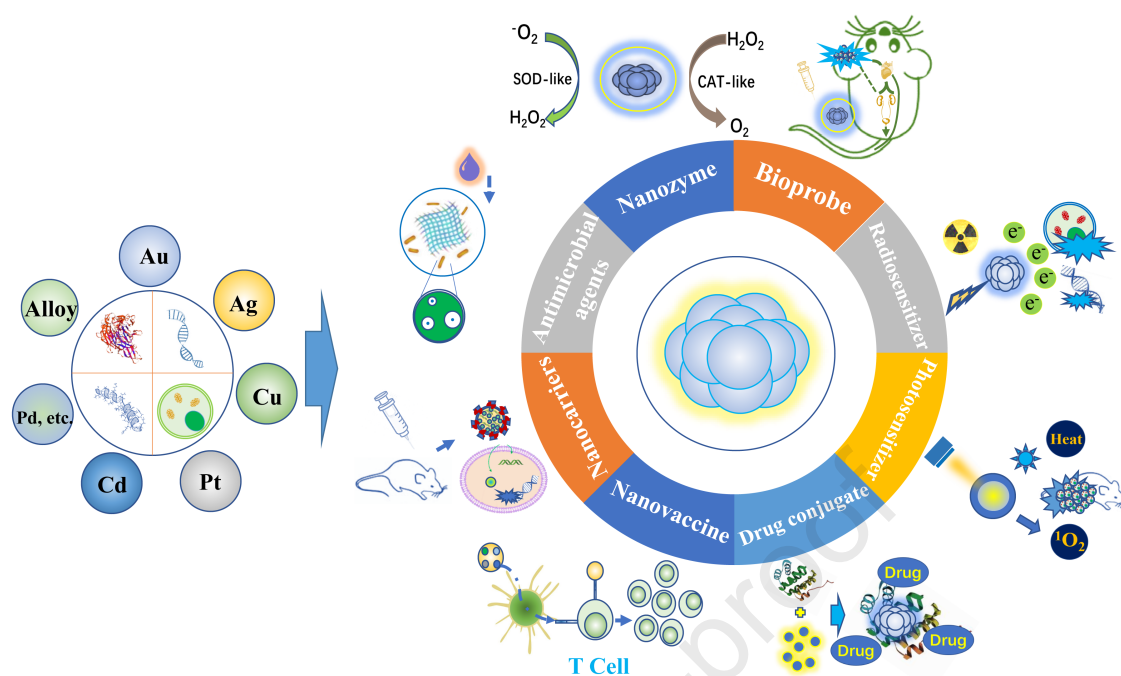 Au
Alloy
Ag
Pd, etc.
Cu
Cd
Pt
⁻O₂
SOD-like
H₂O₂
H₂O₂
CAT-like
O₂
Nanozyme
Bioprobe
Antimicrobial
agents
Radiosensitizer
Nanocarriers
Photosensitizer
Nanovaccine
Drug conjugate
e⁻
e⁻
e⁻
e⁻
Heat
¹O₂
T Cell
Drug
Drug
Drug
proof